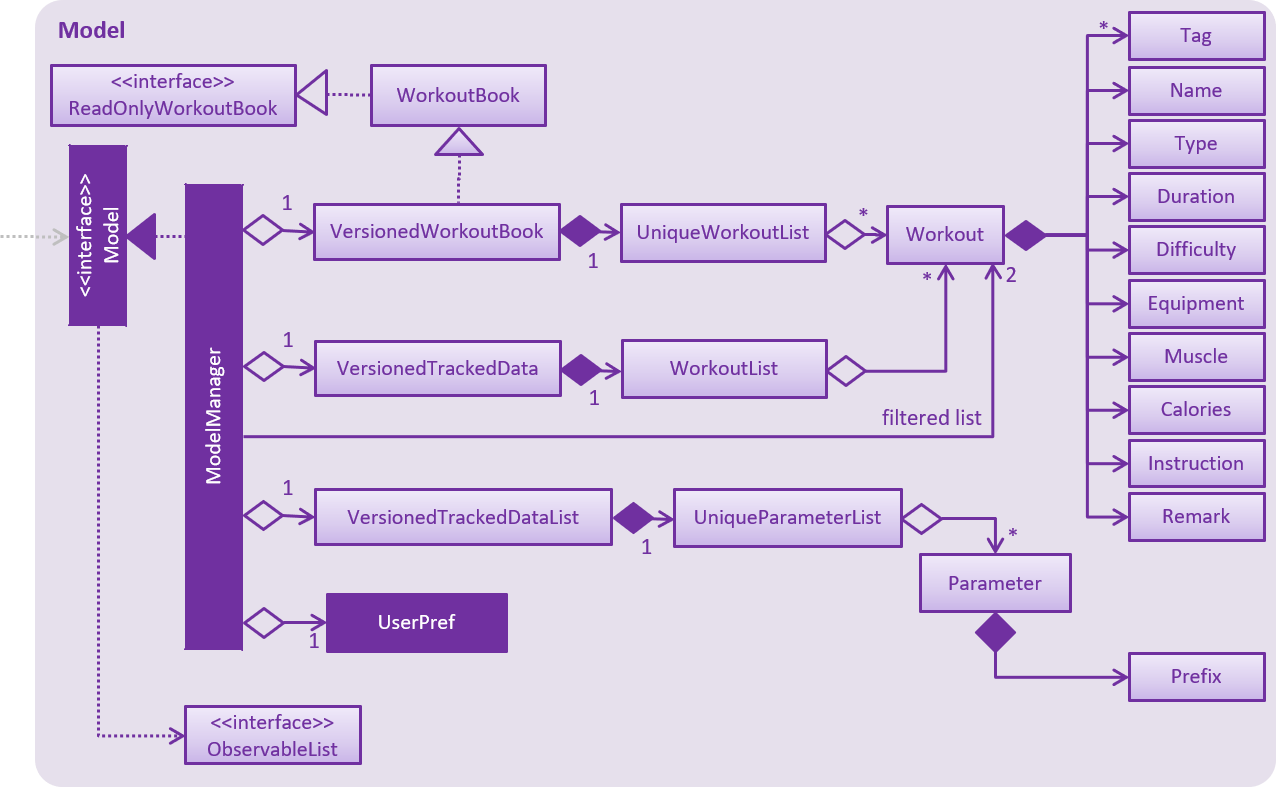 Model
<<interface>>
ReadOnlyWorkoutBook
WorkoutBook
<<interface>>
Model
ModelManager
1
VersionedWorkoutBook
1
UniqueWorkoutList
*
Workout
*
2
1
VersionedTrackedData
1
WorkoutList
filtered list
1
VersionedTrackedDataList
1
UniqueParameterList
*
Parameter
1
UserPref
<<interface>>
ObservableList
*
Tag
Name
Type
Duration
Difficulty
Equipment
Muscle
Calories
Instruction
Remark
Prefix